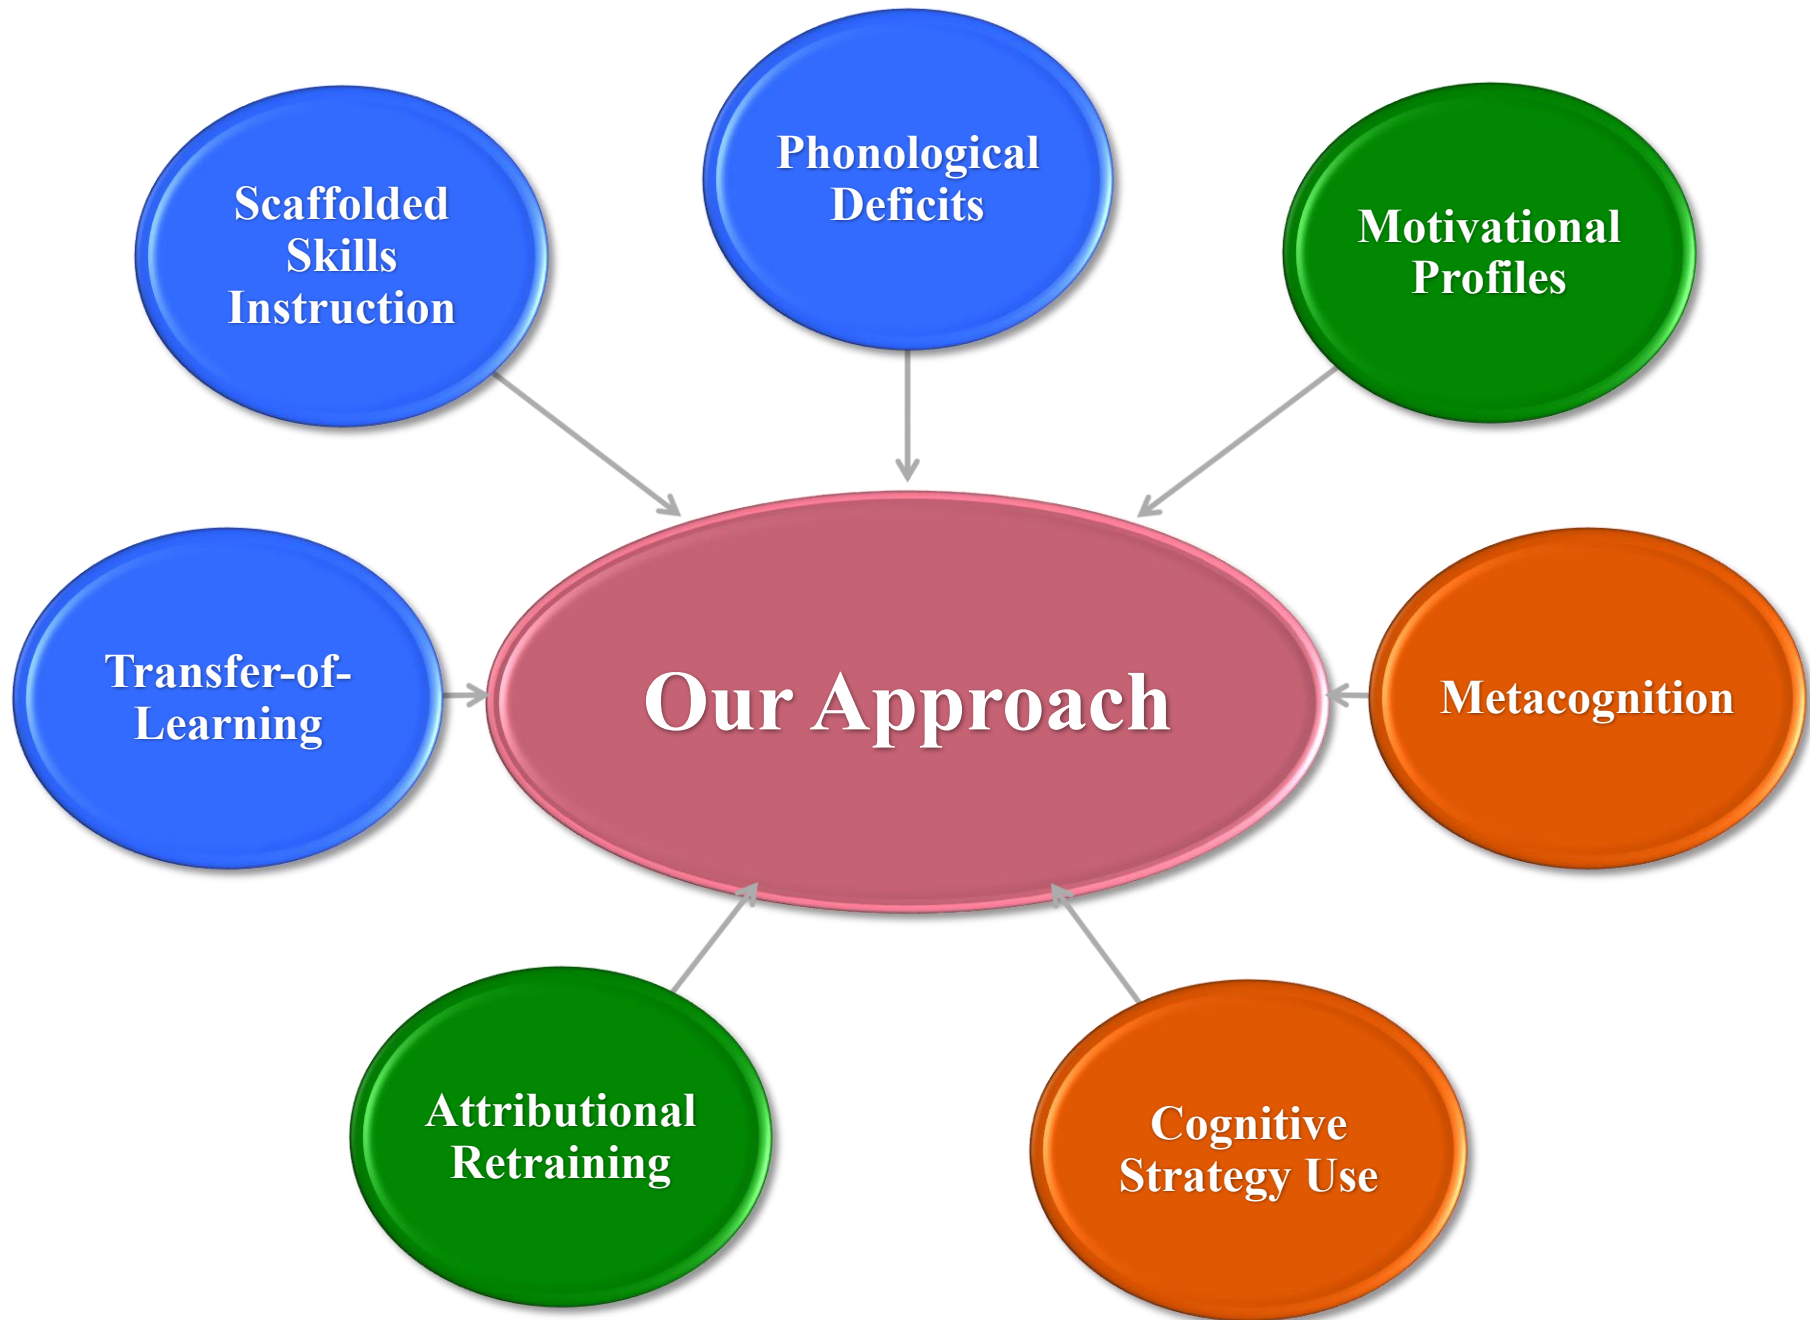 Phonological
Deficits
Scaffolded
Skills
Instruction
Motivational
Profiles
Transfer-of-
Learning
Our Approach
Metacognition
Attributional
Retraining
Cognitive
Strategy Use